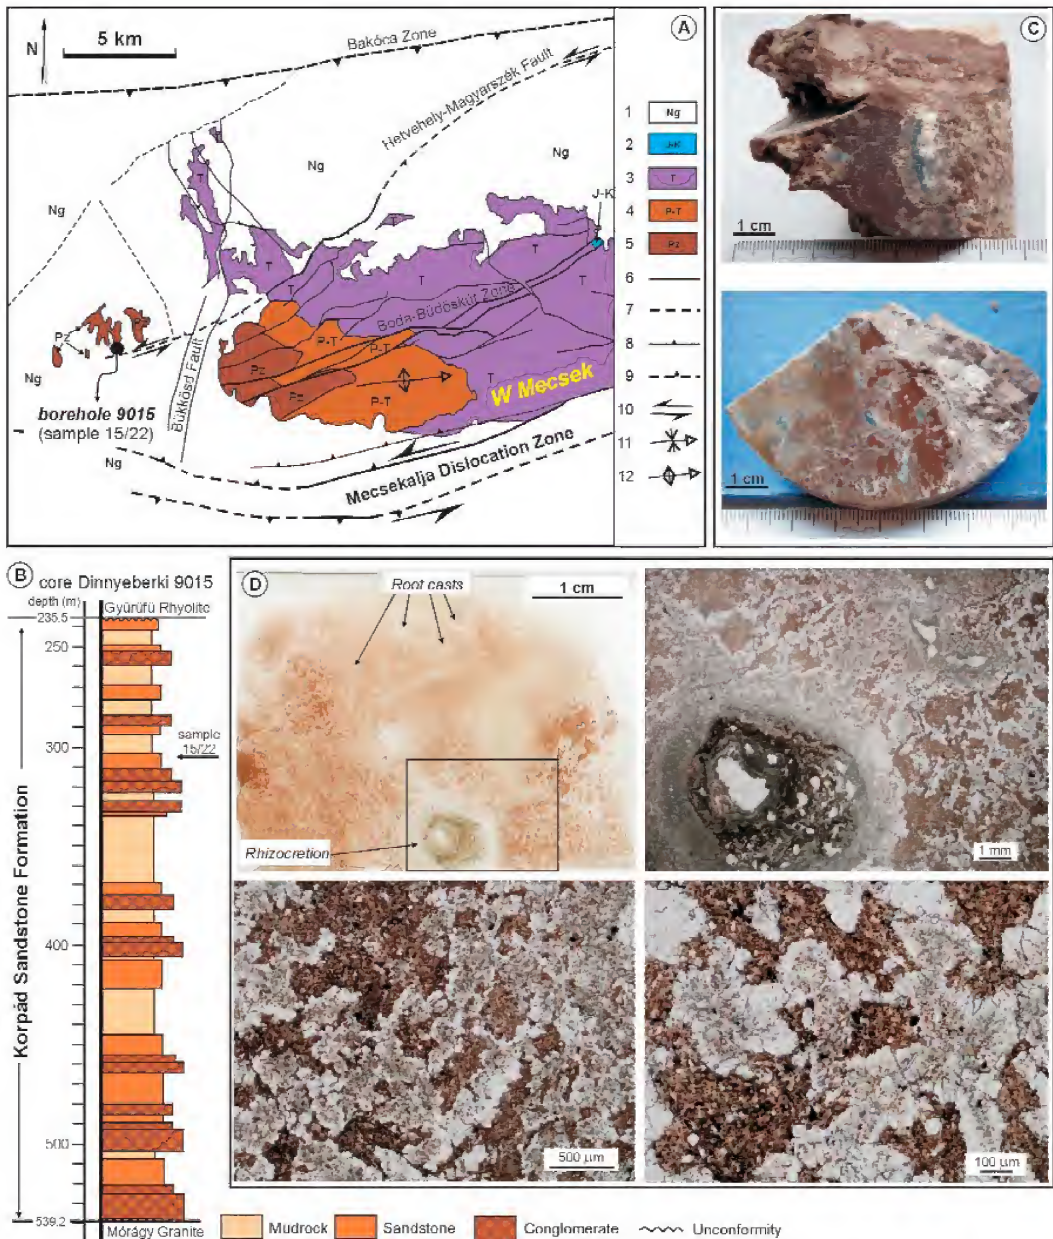 A
N
5 km
Bakóca Zone
Hetvehely-Magyarszék Fault
Ng
Ng
Ng
J-K
T
T
T
T
T
T
T
T
Boda-Büdöskút Zone
P-T
P-T
P-T
Pz
Pz
Pz
Pz
Ng
Ng
Bükkösd Fault
W Mecsek
borehole 9015
(sample 15/22)
Mecsekalja Dislocation Zone
1 Ng
2 J-K
3 T
4 P-T
5 Pz
6
7
8
9
10
11
12
C
1 cm
1 cm
B core Dinnyeberki 9015
depth (m) Gyűrűfű Rhyolite
235.5
250
300
sample
15/22
400
500
539.2
Korpád Sandstone Formation
Mórágy Granite
Mudrock Sandstone Conglomerate Unconformity
D
Root casts
1 cm
Rhizocretion
1 mm
500 µm
100 µm